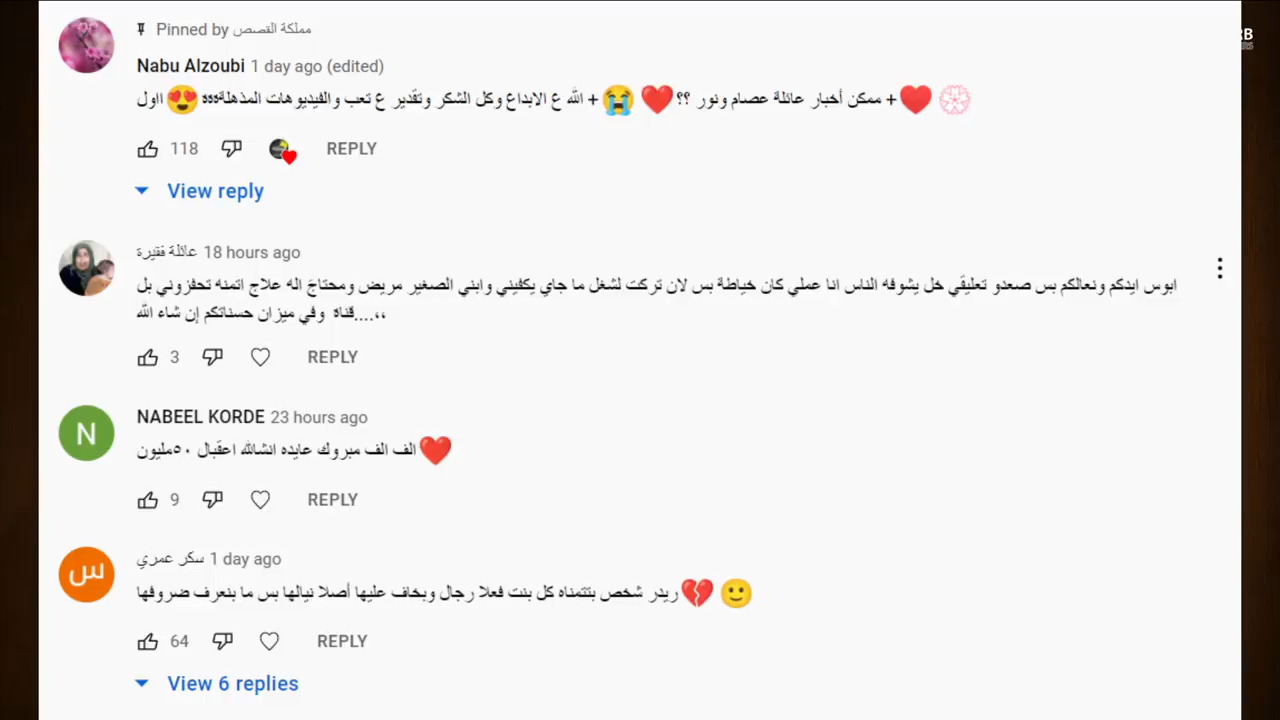 Pinned by مملكة القصص
Nabu Alzoubi 1 day ago (edited)
ااول😍الله ع الابداع وكل الشكر وتقدير ع تعب والفيديوهات المذهلةةةة +😭❤️ممكن أخبار عائلة عصام ونور ؟؟ +❤️💮
118 REPLY
View reply
عائلة فقيرة 18 hours ago
ابوس ايدكم ونعالكم بس صعدو تعليقي خل يشوفه الناس انا عملي كان خياطة بس لان تركت لشغل ما جاي يكفيني وابني الصغير مريض ومحتاج اله علاج اتمنه تحفزوني بل
قناة وفي ميزان حسناتكم إن شاء الله....،،
3 REPLY
NABEEL KORDE 23 hours ago
الف الف مبروك عايده انشالله اعقبال ٥٠مليون❤️
9 REPLY
سكر عمري 1 day ago
ريدر شخص بتتمناه كل بنت فعلا رجال وبخاف عليها أصلا نيالها بس ما بنعرف ضروفها💔🙂
64 REPLY
View 6 replies
N
س